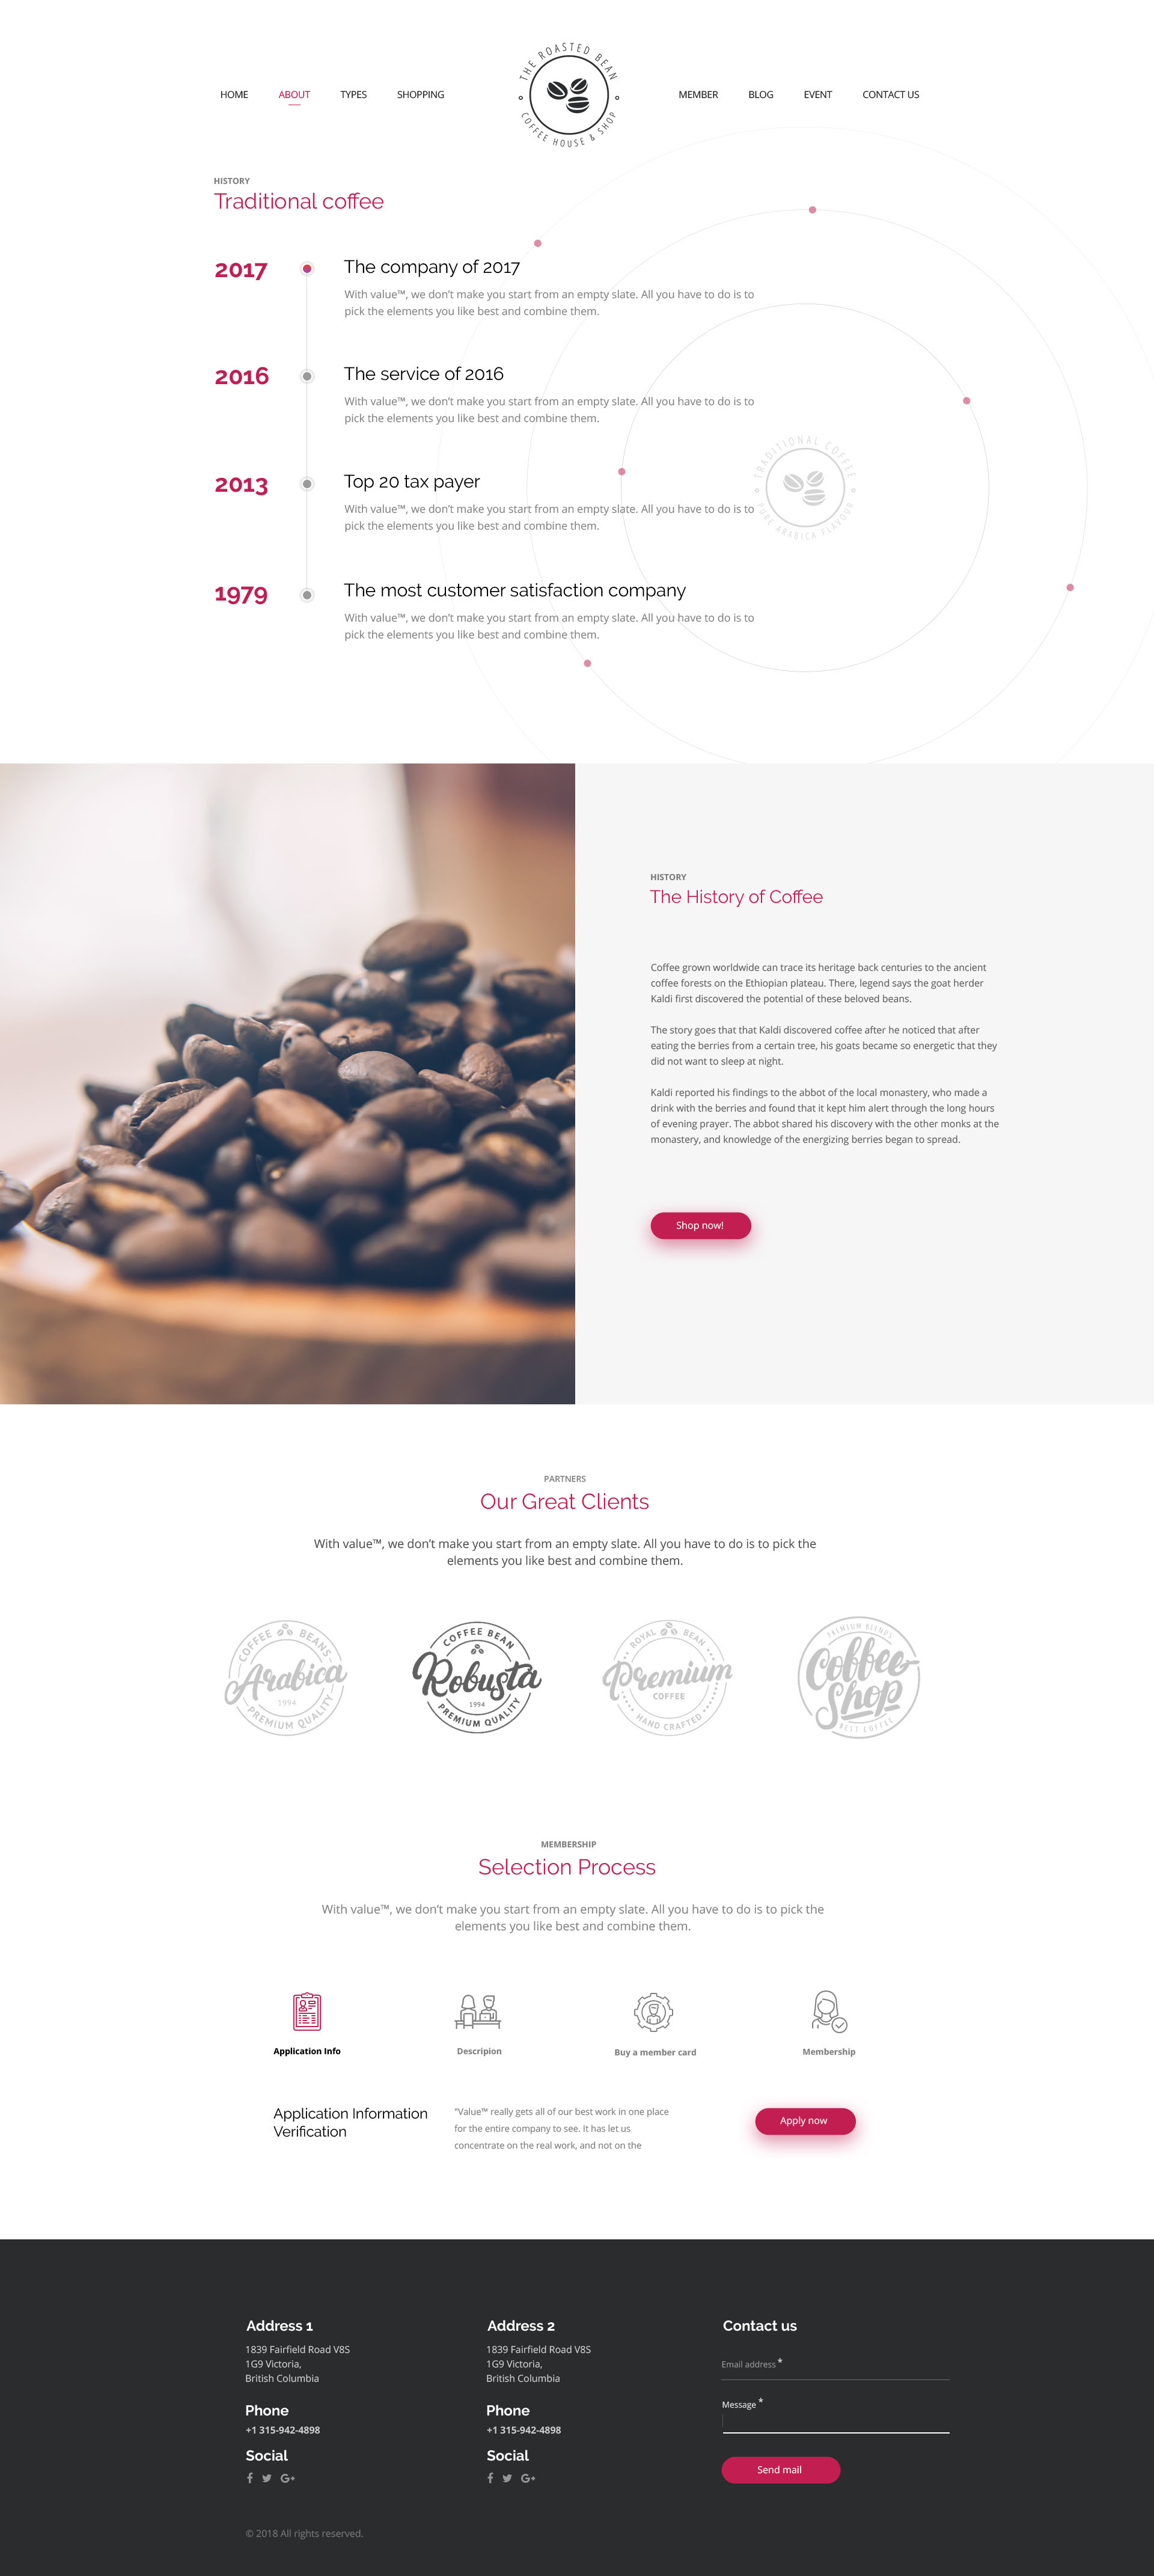 HOME
ABOUT
TYPES
SHOPPING
THE ROASTED BEAN
COFFEE HOUSE & SHOP
MEMBER
BLOG
EVENT
CONTACT US
HISTORY
Traditional coffee
2017
The company of 2017
With value™, we don't make you start from an empty slate. All you have to do is to
pick the elements you like best and combine them.
2016
The service of 2016
With value™, we don't make you start from an empty slate. All you have to do is to
pick the elements you like best and combine them.
TRADITIONAL COFFEE
PURE ARABICA FLAVOUR
2013
Top 20 tax payer
With value™, we don't make you start from an empty slate. All you have to do is to
pick the elements you like best and combine them.
1979
The most customer satisfaction company
With value™, we don't make you start from an empty slate. All you have to do is to
pick the elements you like best and combine them.
HISTORY
The History of Coffee
Coffee grown worldwide can trace its heritage back centuries to the ancient
coffee forests on the Ethiopian plateau. There, legend says the goat herder
Kaldi first discovered the potential of these beloved beans.
The story goes that that Kaldi discovered coffee after he noticed that after
eating the berries from a certain tree, his goats became so energetic that they
did not want to sleep at night.
Kaldi reported his findings to the abbot of the local monastery, who made a
drink with the berries and found that it kept him alert through the long hours
of evening prayer. The abbot shared his discovery with the other monks at the
monastery, and knowledge of the energizing berries began to spread.
Shop now!
PARTNERS
Our Great Clients
With value™, we don't make you start from an empty slate. All you have to do is to pick the
elements you like best and combine them.
COFFEE BEANS
Arabica
1994
PREMIUM QUALITY
COFFEE BEAN
Robusta
1994
PREMIUM QUALITY
ROYAL BEAN
Premium
COFFEE
HAND CRAFTED
PREMIUM BLENDS
Coffee
Shop
BEST COFFEE
MEMBERSHIP
Selection Process
With value™, we don't make you start from an empty slate. All you have to do is to pick the
elements you like best and combine them.
Application Info
Descripion
Buy a member card
Membership
Application Information
Verification
"Value™ really gets all of our best work in one place
for the entire company to see. It has let us
concentrate on the real work, and not on the
Apply now
Address 1
1839 Fairfield Road V8S
1G9 Victoria,
British Columbia
Phone
+1 315-942-4898
Social
Address 2
1839 Fairfield Road V8S
1G9 Victoria,
British Columbia
Phone
+1 315-942-4898
Social
Contact us
Email address *
Message *
Send mail
© 2018 All rights reserved.